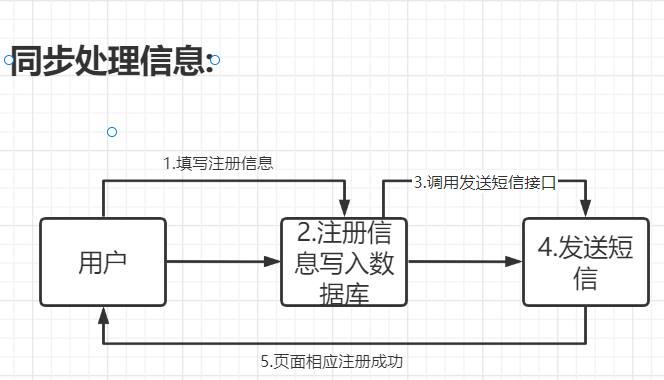 同步处理信息:
1.填写注册信息
3.调用发送短信接口
用户
2.注册信
息写入数
据库
4.发送短
信
5.页面相应注册成功